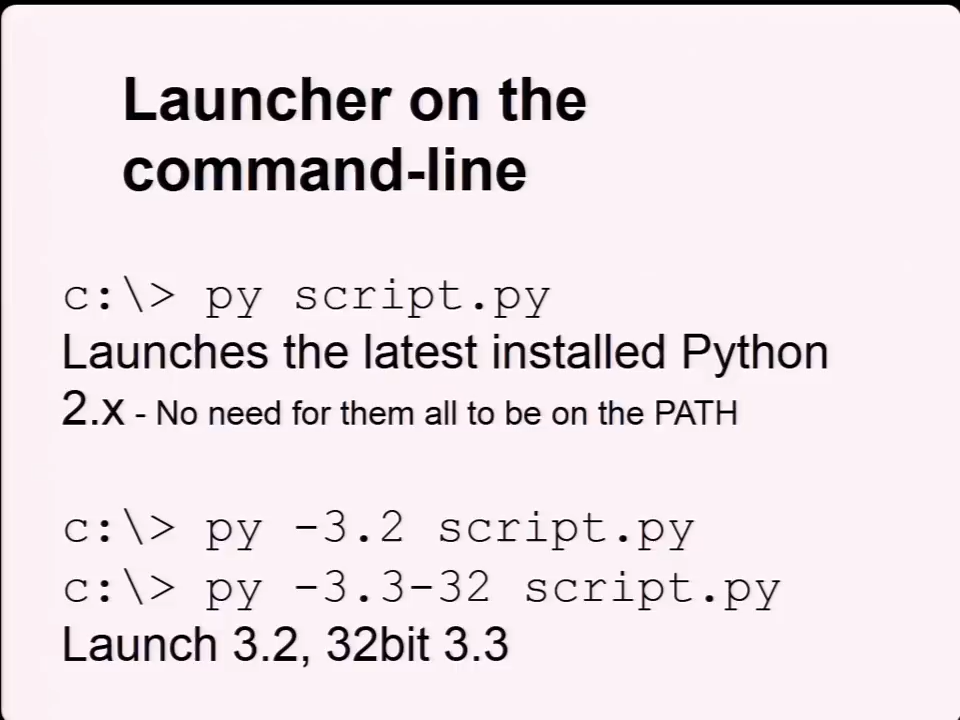 Launcher on the
command-line
c:\> py script.py
Launches the latest installed Python
2.x - No need for them all to be on the PATH
c:\> py -3.2 script.py
c:\> py -3.3-32 script.py
Launch 3.2, 32bit 3.3